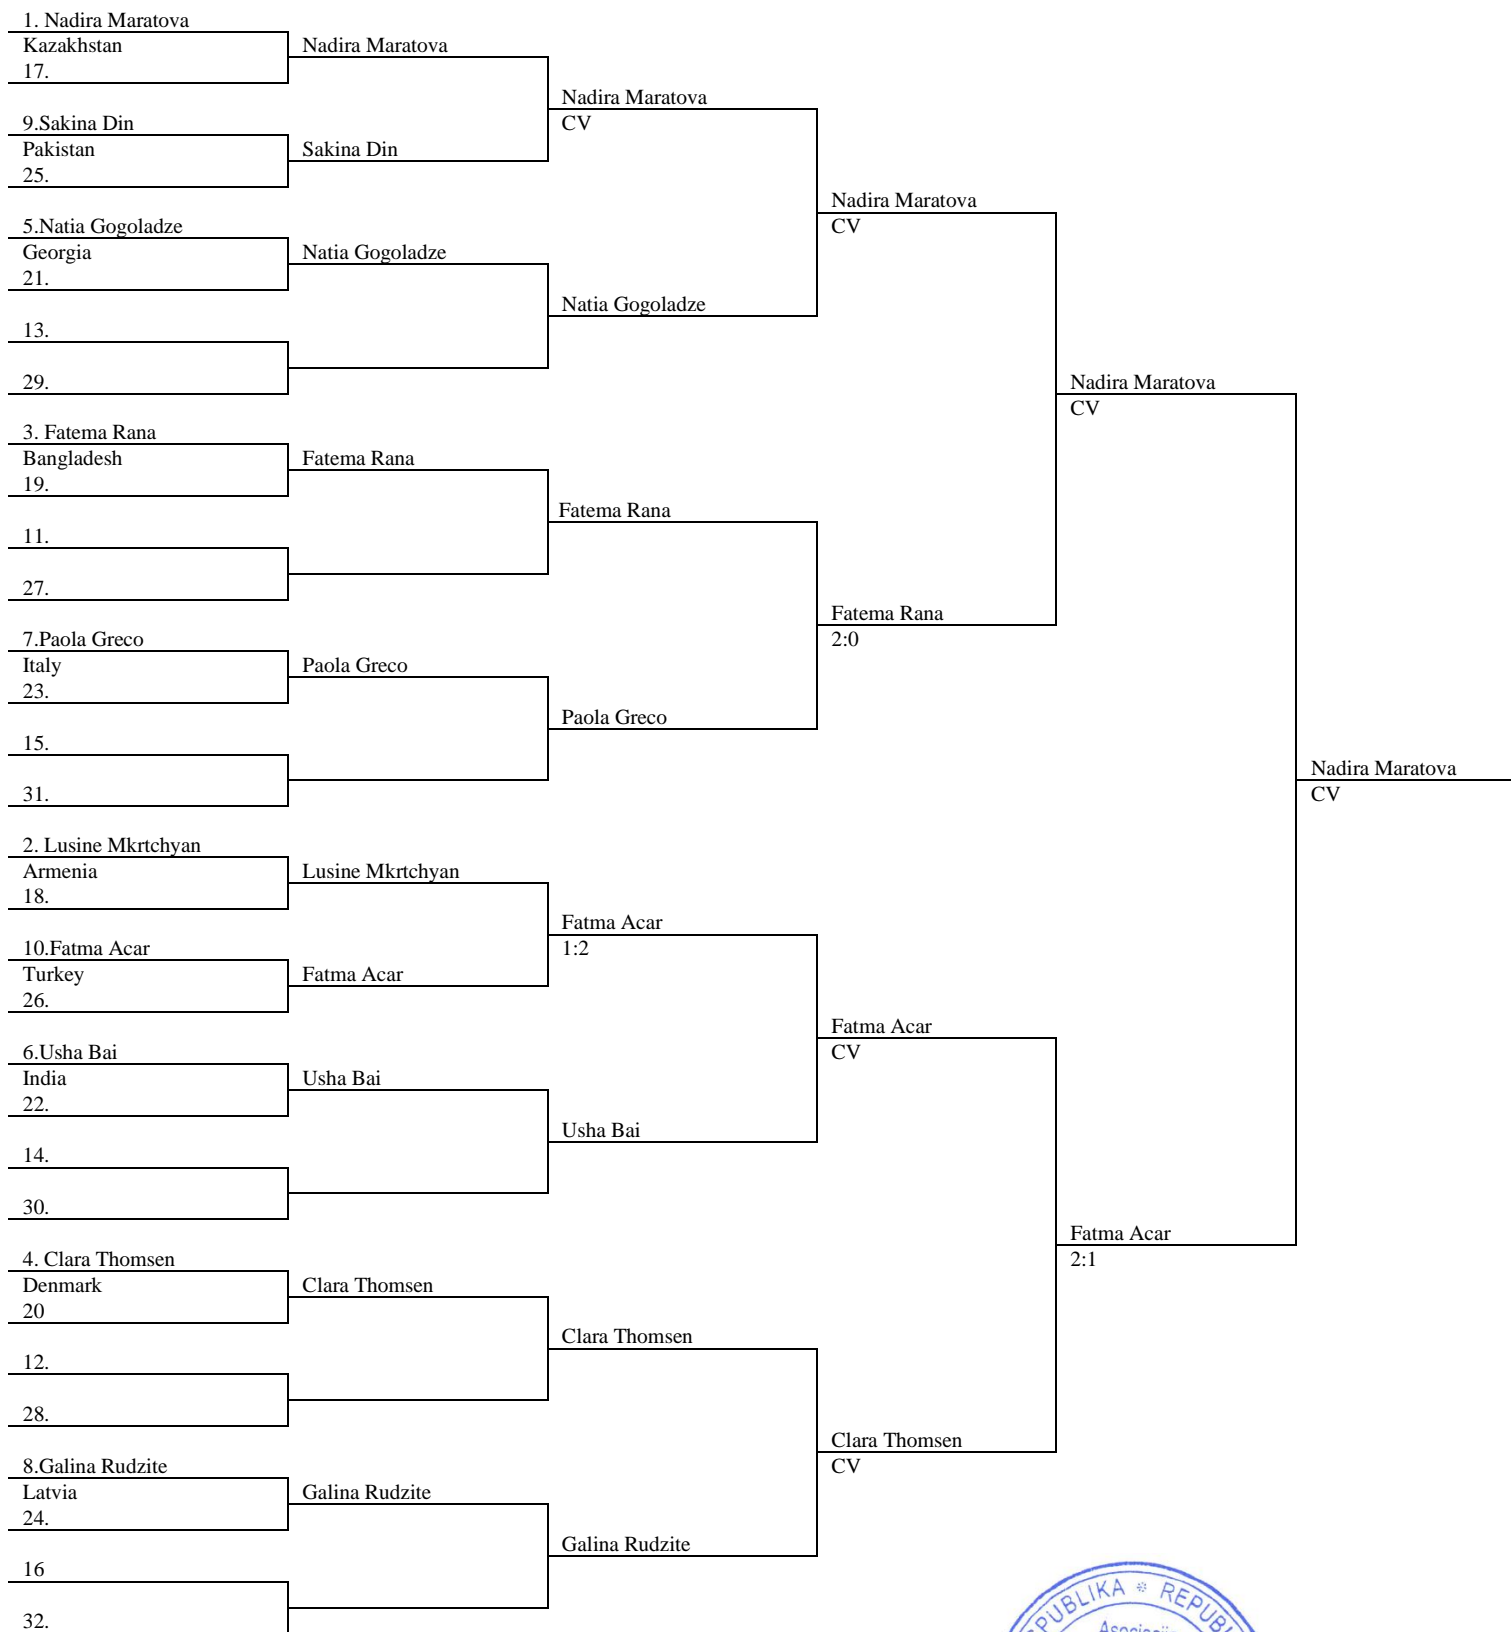 1. Nadira Maratova
Kazakhstan
17.
Nadira Maratova
9.Sakina Din
Pakistan
25.
Sakina Din
Nadira Maratova
CV
5.Natia Gogoladze
Georgia
21.
Natia Gogoladze
13.
29.
Natia Gogoladze
Nadira Maratova
CV
3. Fatema Rana
Bangladesh
19.
Fatema Rana
11.
27.
Fatema Rana
7.Paola Greco
Italy
23.
Paola Greco
15.
31.
Paola Greco
Fatema Rana
2:0
Nadira Maratova
CV
2. Lusine Mkrtchyan
Armenia
18.
Lusine Mkrtchyan
10.Fatma Acar
Turkey
26.
Fatma Acar
Fatma Acar
1:2
6.Usha Bai
India
22.
Usha Bai
14.
30.
Usha Bai
Fatma Acar
CV
4. Clara Thomsen
Denmark
20
Clara Thomsen
12.
28.
Clara Thomsen
8.Galina Rudzite
Latvia
24.
Galina Rudzite
16
32.
Galina Rudzite
Clara Thomsen
CV
Fatma Acar
2:1
Nadira Maratova
CV